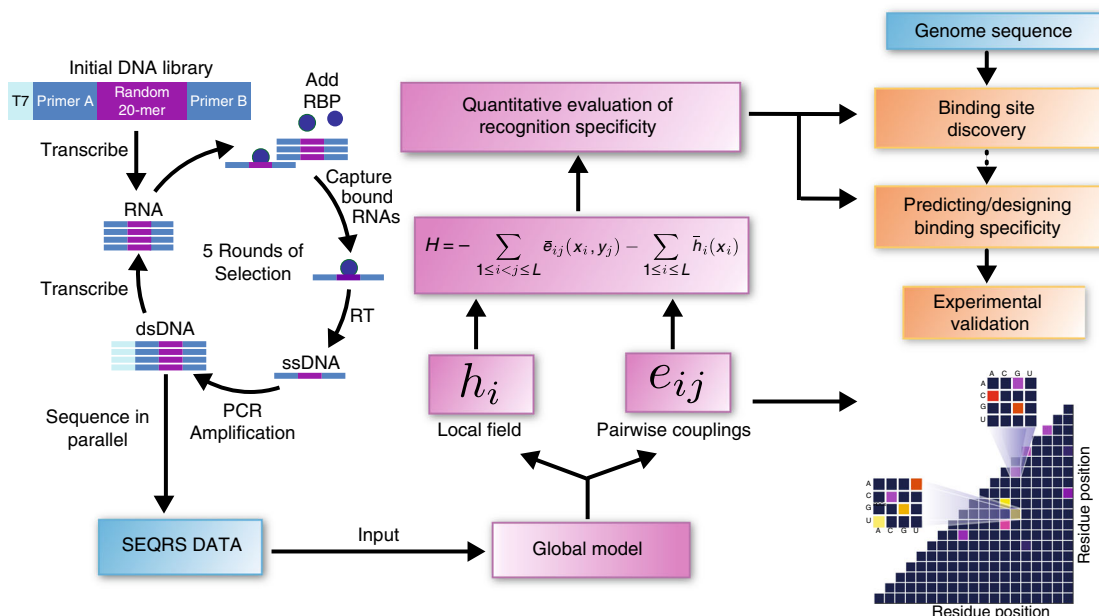 Initial DNA library
T7 Primer A Random 20-mer Primer B
Add
RBP
Transcribe
RNA
Capture
bound
RNAs
5 Rounds of
Selection
Transcribe
RT
dsDNA
ssDNA
PCR
Amplification
Sequence in
parallel
SEQRS DATA
Input
Global model
Quantitative evaluation of
recognition specificity
H = − ∑ 1≤i<j≤L e̅ij(xi, yj) − ∑ 1≤i≤L h̅i(xi)
hi
eij
Local field
Pairwise couplings
Genome sequence
Binding site
discovery
Predicting/designing
binding specificity
Experimental
validation
A C G U
A
C
G
U
A
C
G
U
A C G U
Residue position
Residue position